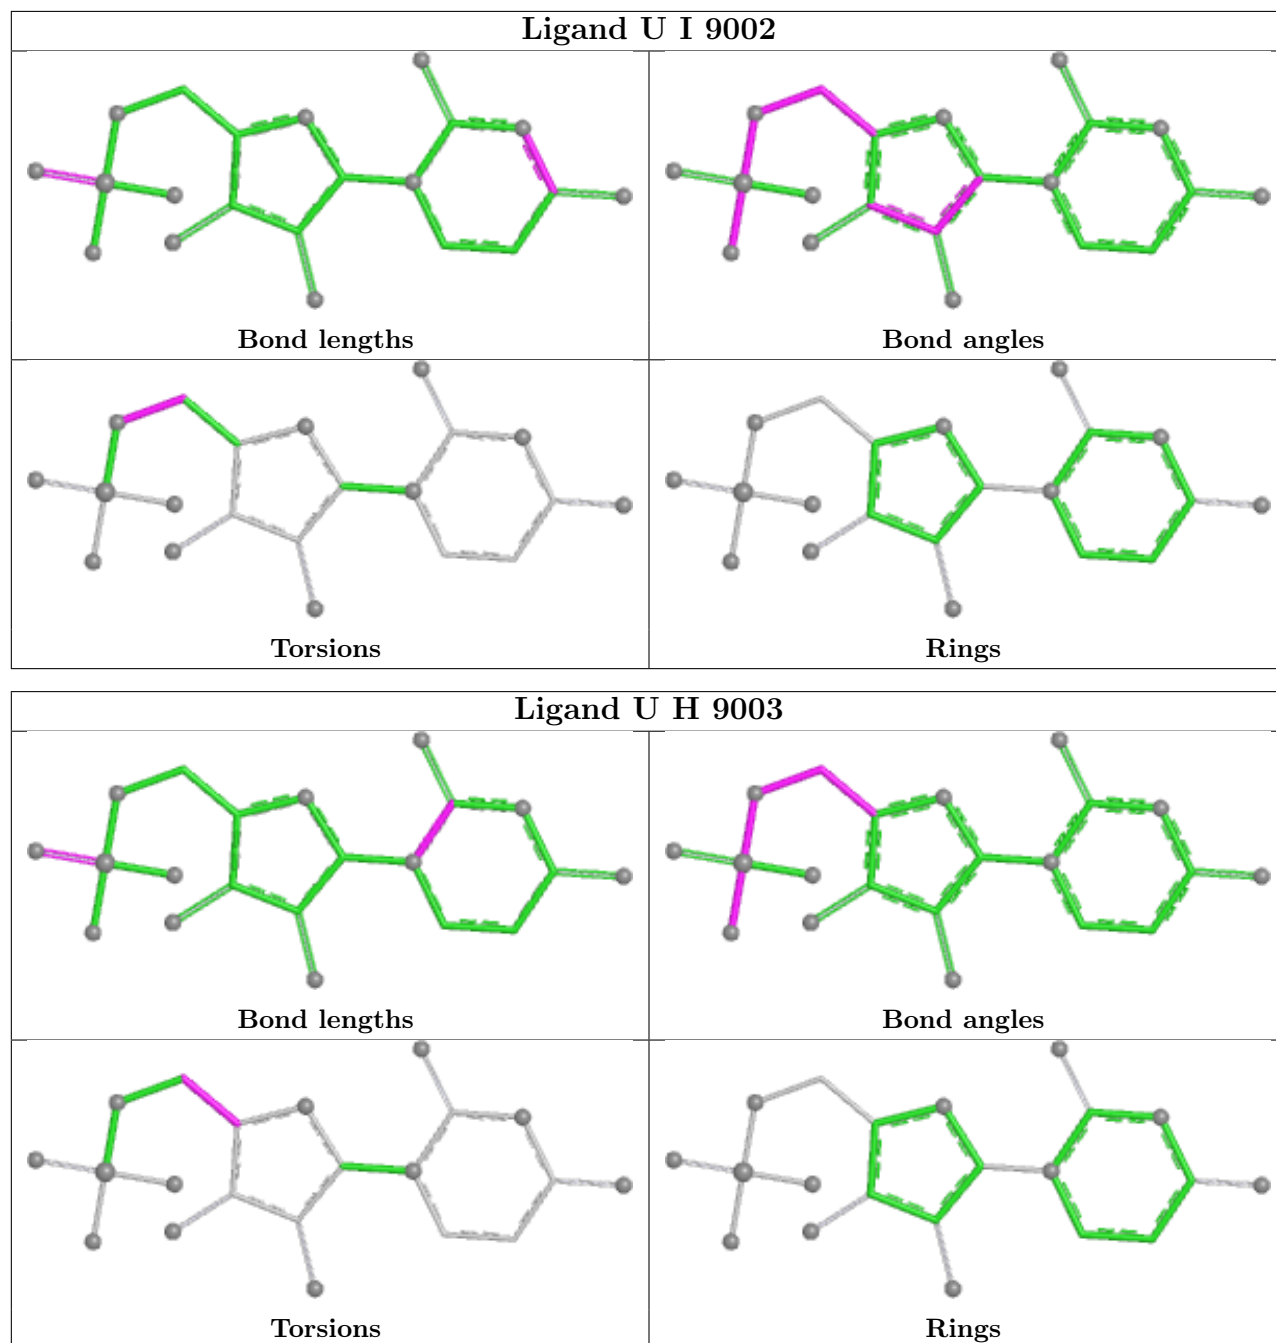 Ligand U I 9002
Bond lengths
Bond angles
Torsions
Rings
Ligand U H 9003
Bond lengths
Bond angles
Torsions
Rings